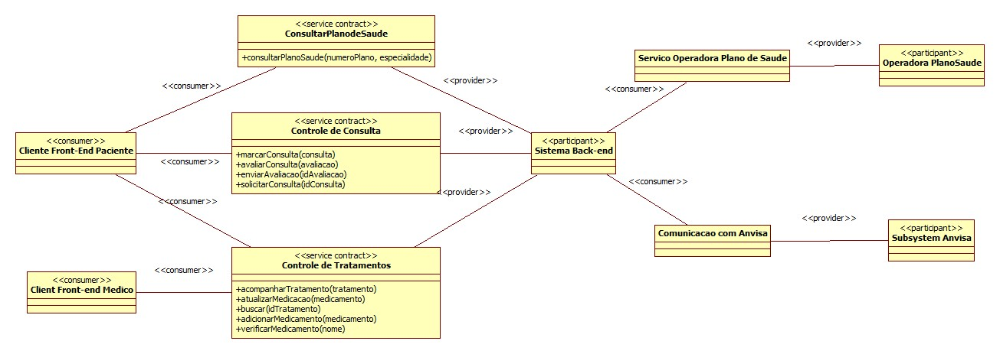 <<service contract>>
ConsultarPlanodeSaude
+consultarPlanoSaude(numeroPlano, especialidade)
<<provider>>
Servico Operadora Plano de Saude
<<participant>>
Operadora PlanoSaude
<<consumer>>
<<provider>>
<<consumer>>
<<service contract>>
Controle de Consulta
+marcarConsulta(consulta)
+avaliarConsulta(avaliacao)
+enviarAvaliacao(idAvaliacao)
+solicitarConsulta(idConsulta)
<<provider>>
<<consumer>>
Cliente Front-End Paciente
<<participant>>
Sistema Back-end
<<consumer>>
<<consumer>>
<<provider>>
<<consumer>>
<<provider>>
Comunicacao com Anvisa
<<participant>>
Subsystem Anvisa
<<service contract>>
Controle de Tratamentos
+acompanharTratamento(tratamento)
+atualizarMedicacao(medicamento)
+buscar(idTratamento)
+adicionarMedicamento(medicamento)
+verificarMedicamento(nome)
<<consumer>>
<<consumer>>
Client Front-end Medico